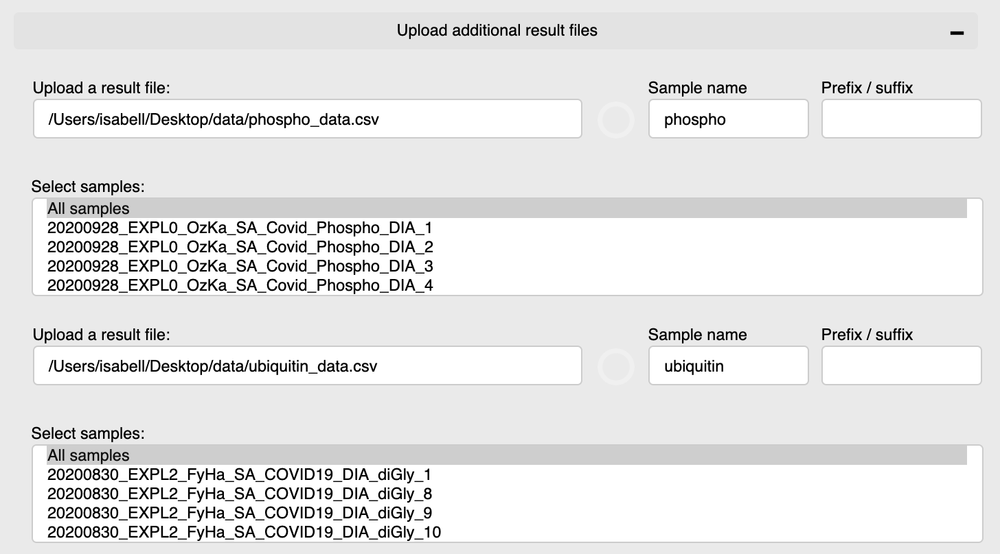 Upload additional result files
Upload a result file: Sample name Prefix / suffix
/Users/isabell/Desktop/data/phospho_data.csv phospho
Select samples:
All samples
20200928_EXPL0_OzKa_SA_Covid_Phospho_DIA_1
20200928_EXPL0_OzKa_SA_Covid_Phospho_DIA_2
20200928_EXPL0_OzKa_SA_Covid_Phospho_DIA_3
20200928_EXPL0_OzKa_SA_Covid_Phospho_DIA_4
Upload a result file: Sample name Prefix / suffix
/Users/isabell/Desktop/data/ubiquitin_data.csv ubiquitin
Select samples:
All samples
20200830_EXPL2_FyHa_SA_COVID19_DIA_diGly_1
20200830_EXPL2_FyHa_SA_COVID19_DIA_diGly_8
20200830_EXPL2_FyHa_SA_COVID19_DIA_diGly_9
20200830_EXPL2_FyHa_SA_COVID19_DIA_diGly_10